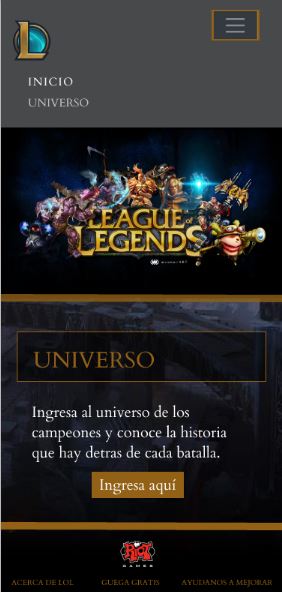 INICIO
UNIVERSO
LEAGUE of
LEGENDS
UNIVERSO
Ingresa al universo de los
campeones y conoce la historia
que hay detras de cada batalla.
Ingresa aquí
RIOT
GAMES
ACERCA DE LOL GUEGA GRATIS AYUDANOS A MEJORAR